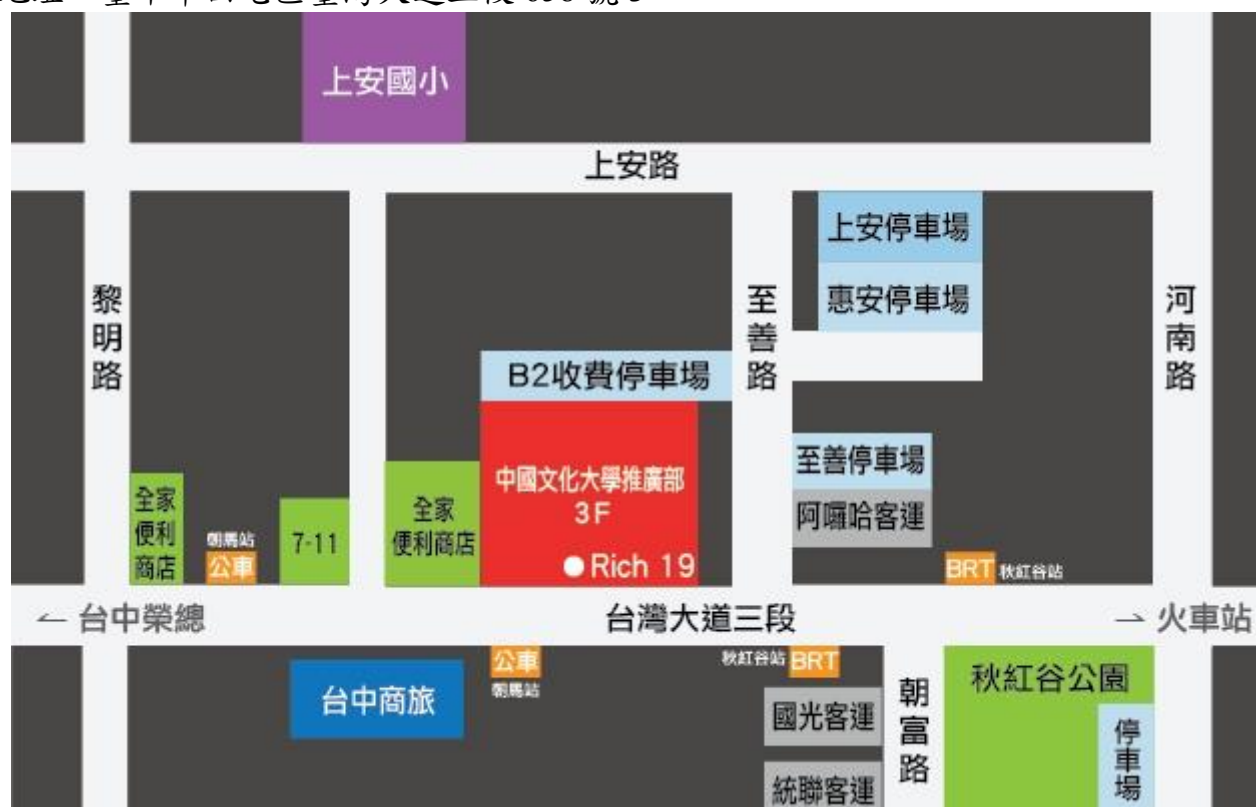 上安國小
上安路
上安停車場
惠安停車場
黎明路
至善路
河南路
B2收費停車場
中國文化大學推廣部
3F
Rich 19
至善停車場
阿囉哈客運
全家
便利
商店
朝馬站
公車
7-11
全家
便利商店
BRT 秋紅谷站
← 台中榮總
台灣大道三段
→ 火車站
台中商旅
公車
朝馬站
秋紅谷站 BRT
國光客運
統聯客運
朝富路
秋紅谷公園
停車場